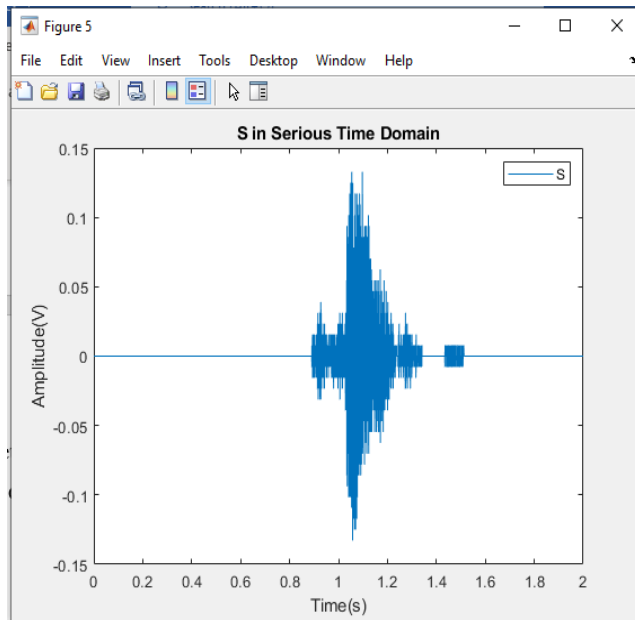 Figure 5
File Edit View Insert Tools Desktop Window Help
S in Serious Time Domain
S
0.15
0.1
0.05
0
-0.05
-0.1
-0.15
Amplitude(V)
0 0.2 0.4 0.6 0.8 1 1.2 1.4 1.6 1.8 2
Time(s)